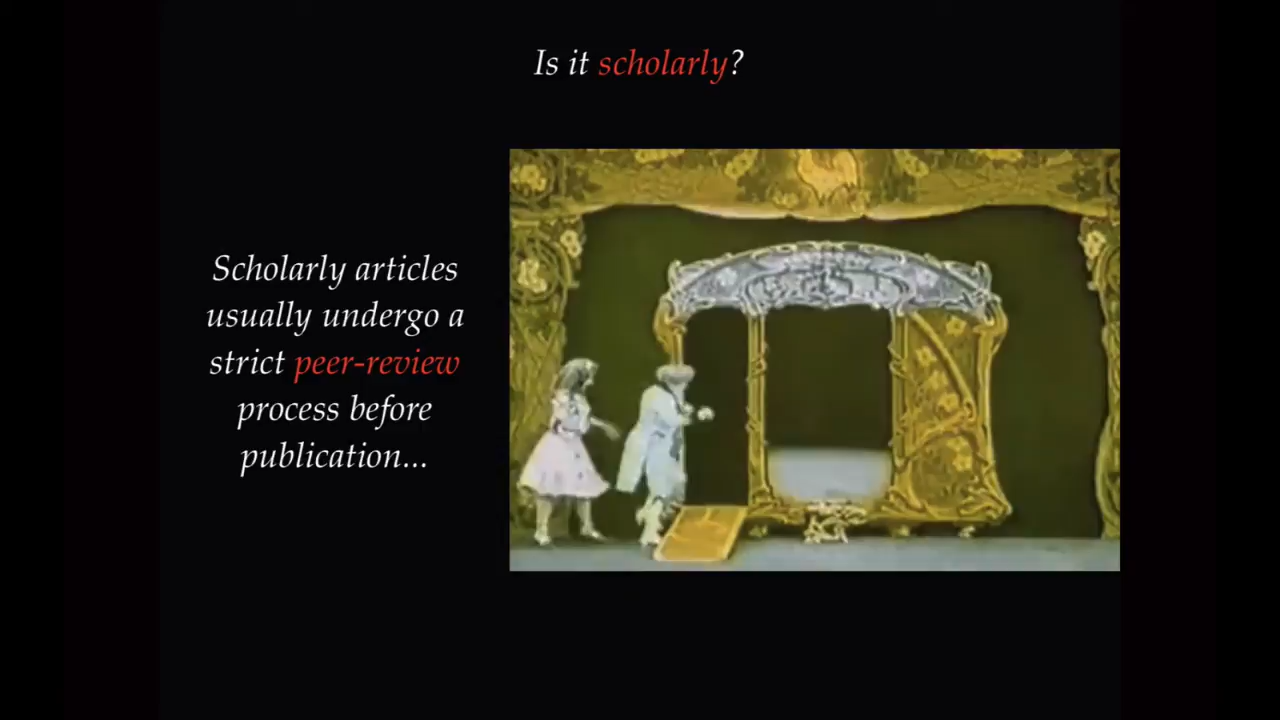 Is it scholarly?
Scholarly articles
usually undergo a
strict peer-review
process before
publication...